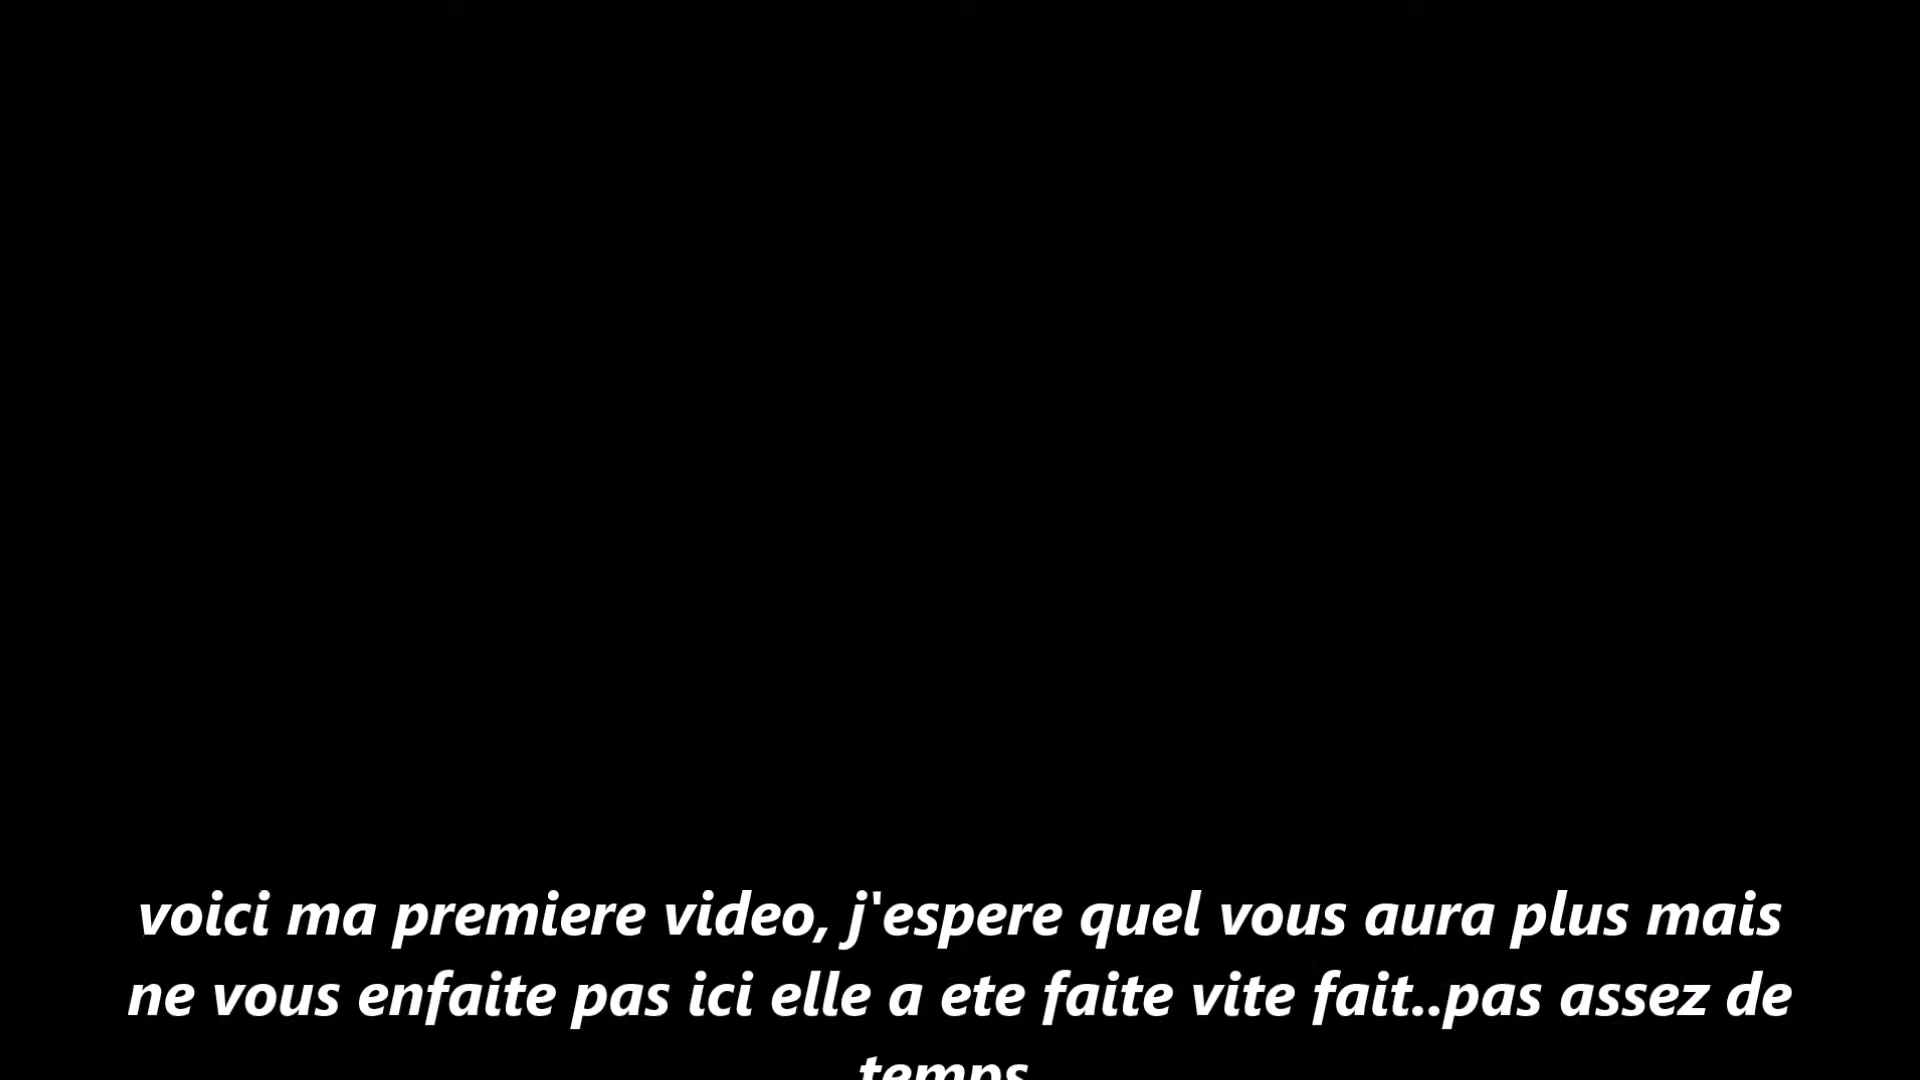 voici ma premiere video, j'espere quel vous aura plus mais
ne vous enfaite pas ici elle a ete faite vite fait..pas assez de
temps